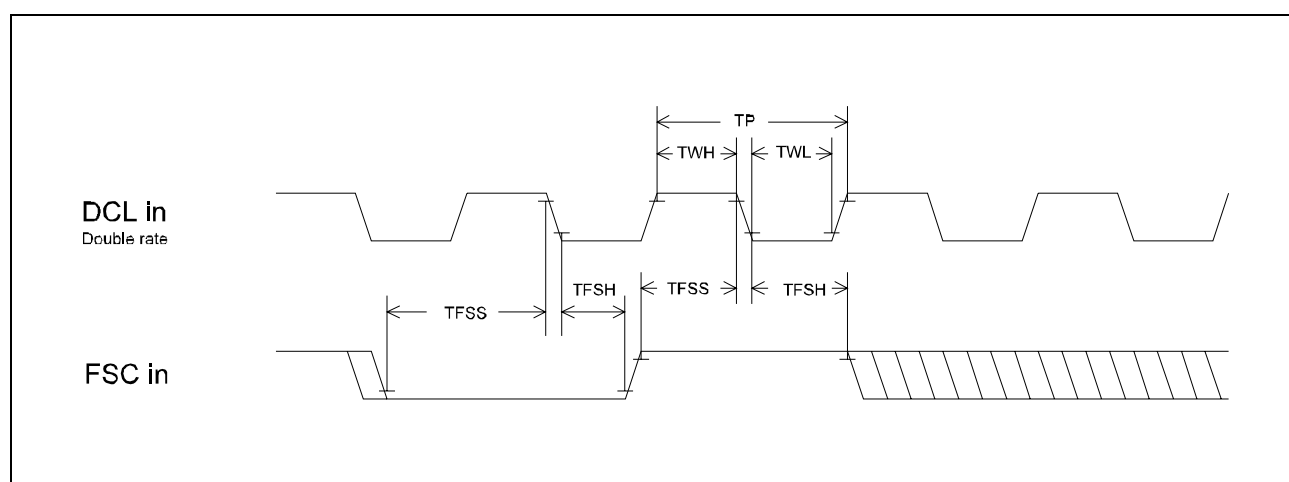 TP
TWH
TWL
DCL in
Double rate
TFSH
TFSS
TFSH
TFSS
FSC in